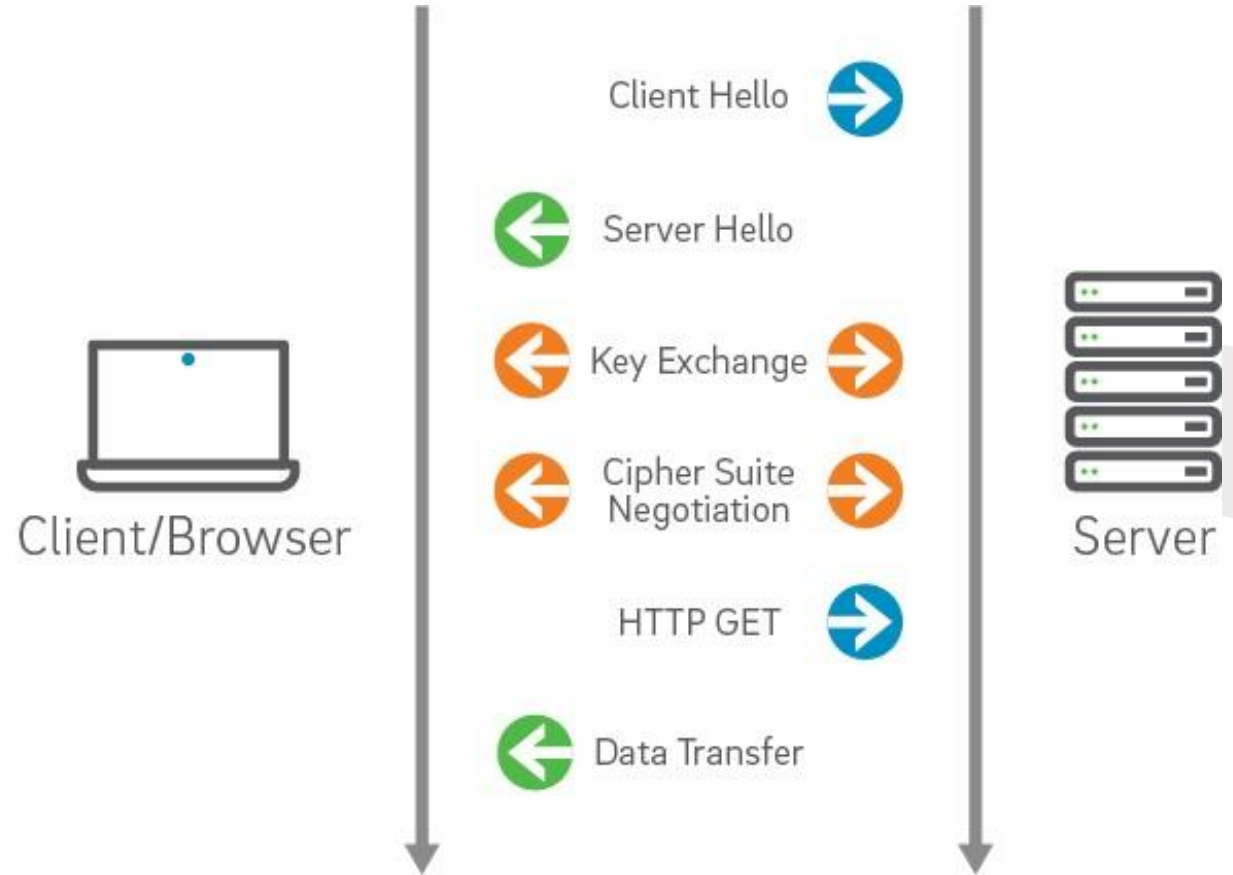 Client Hello
Server Hello
Key Exchange
Cipher Suite
Negotiation
HTTP GET
Data Transfer
Client/Browser
Server